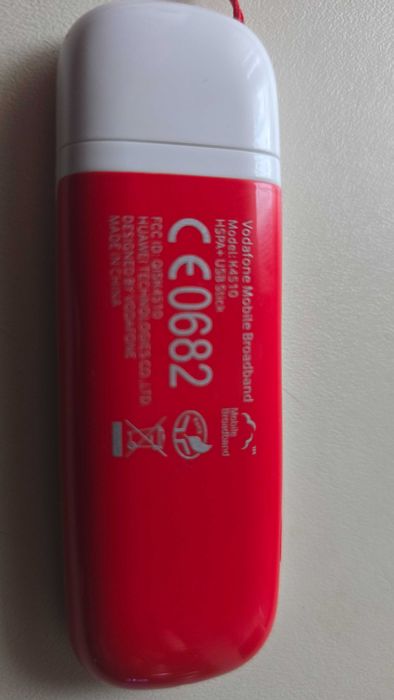 Vodafone Mobile Broadband
Model: K4510
HSPA+ USB Stick
CE0682
FCC ID: QISK4510
HUAWEI TECHNOLOGIES CO.,LTD
DESIGNED BY VODAFONE
MADE IN CHINA
Mobile
Broadband
TM